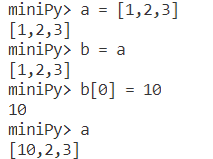 miniPy> a = [1,2,3]
[1,2,3]
miniPy> b = a
[1,2,3]
miniPy> b[0] = 10
10
miniPy> a
[10,2,3]